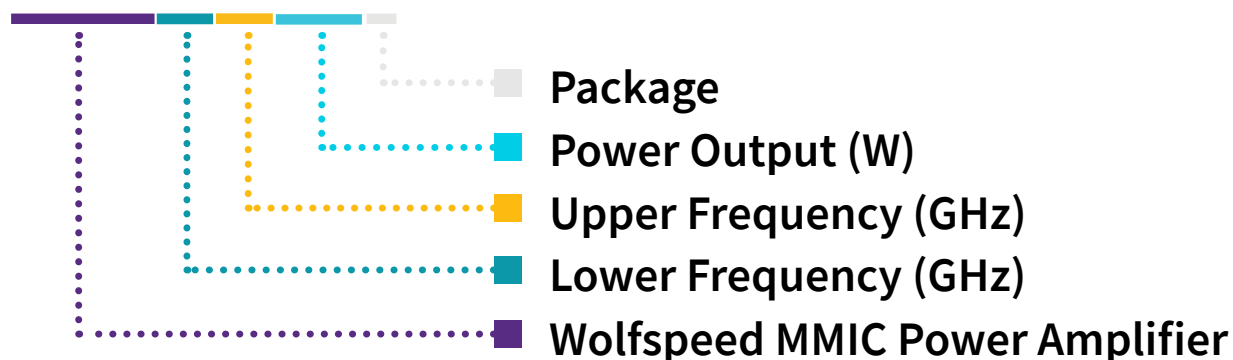 Package
Power Output (W)
Upper Frequency (GHz)
Lower Frequency (GHz)
Wolfspeed MMIC Power Amplifier